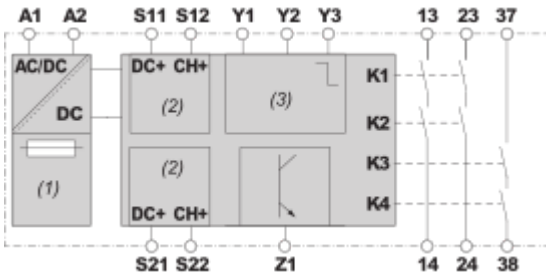 A1 A2 S11 S12 Y1 Y2 Y3 13 23 37
AC/DC DC+ CH+
K1
(2) (3)
DC
K2
(2) K3
(1)
K4
DC+ CH+
S21 S22 Z1 14 24 38